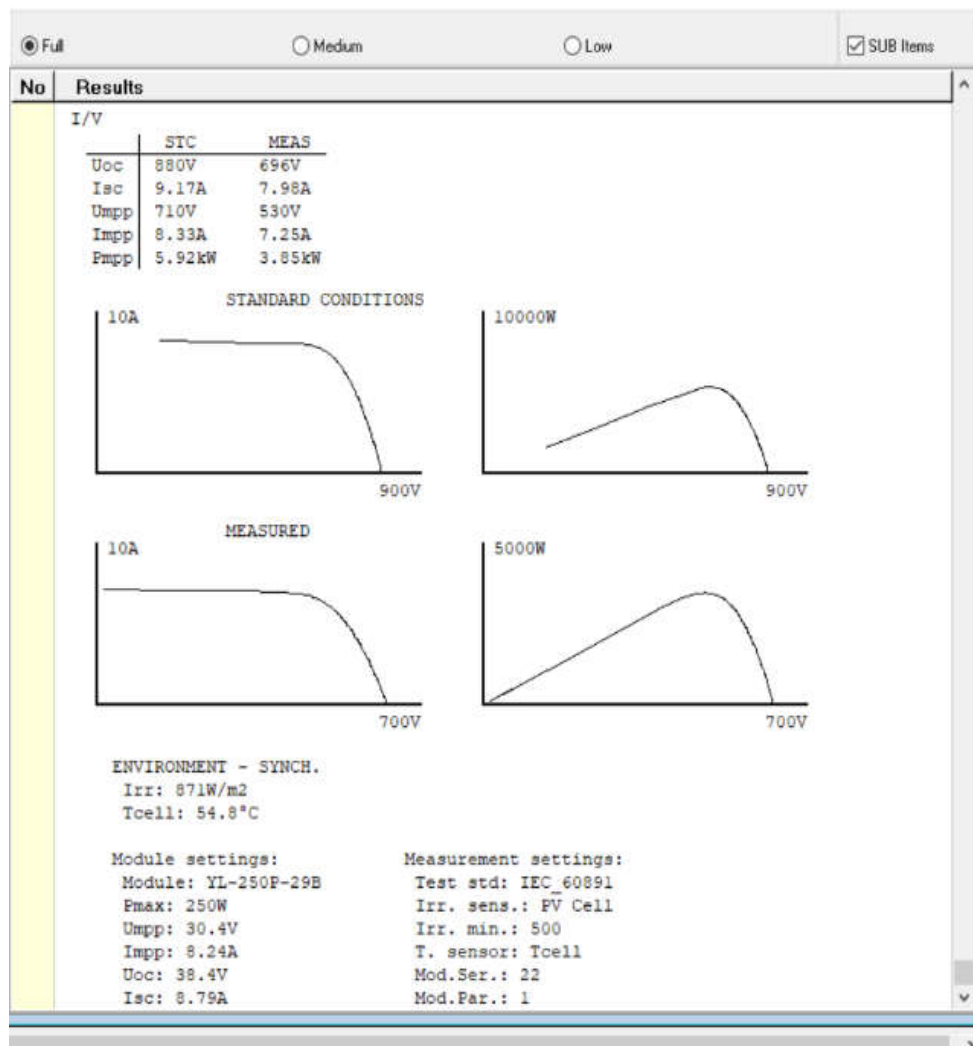 Full Medium Low SUB Items
No Results
I/V
STC MEAS
Uoc 880V 696V
Isc 9.17A 7.98A
Umpp 710V 530V
Impp 8.33A 7.25A
Pmpp 5.92kW 3.85kW
STANDARD CONDITIONS
10A 10000W
900V 900V
MEASURED
10A 5000W
700V 700V
ENVIRONMENT - SYNCH.
Irr: 871W/m2
Tcell: 54.8°C
Module settings: Measurement settings:
Module: YL-250P-29B Test std: IEC_60891
Pmax: 250W Irr. sens.: PV Cell
Umpp: 30.4V Irr. min.: 500
Impp: 8.24A T. sensor: Tcell
Uoc: 38.4V Mod.Ser.: 22
Isc: 8.79A Mod.Par.: 1